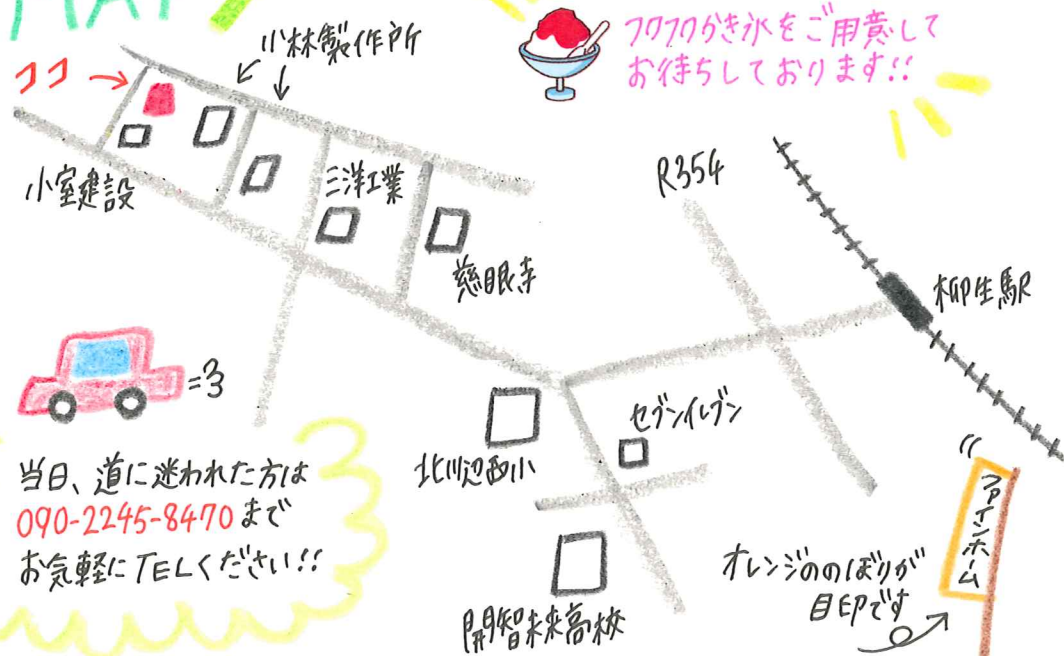 MAP
フワフワかき氷をご用意して
お待ちしております!!
ココ
小林製作所
小室建設
三洋工業
慈眼寺
R354
柳生駅
セブンイレブン
北川辺西小
開智未来高校
当日、道に迷われた方は
090-2245-8470まで
お気軽にTELください!!
ファインホーム
オレンジののぼりが
目印です